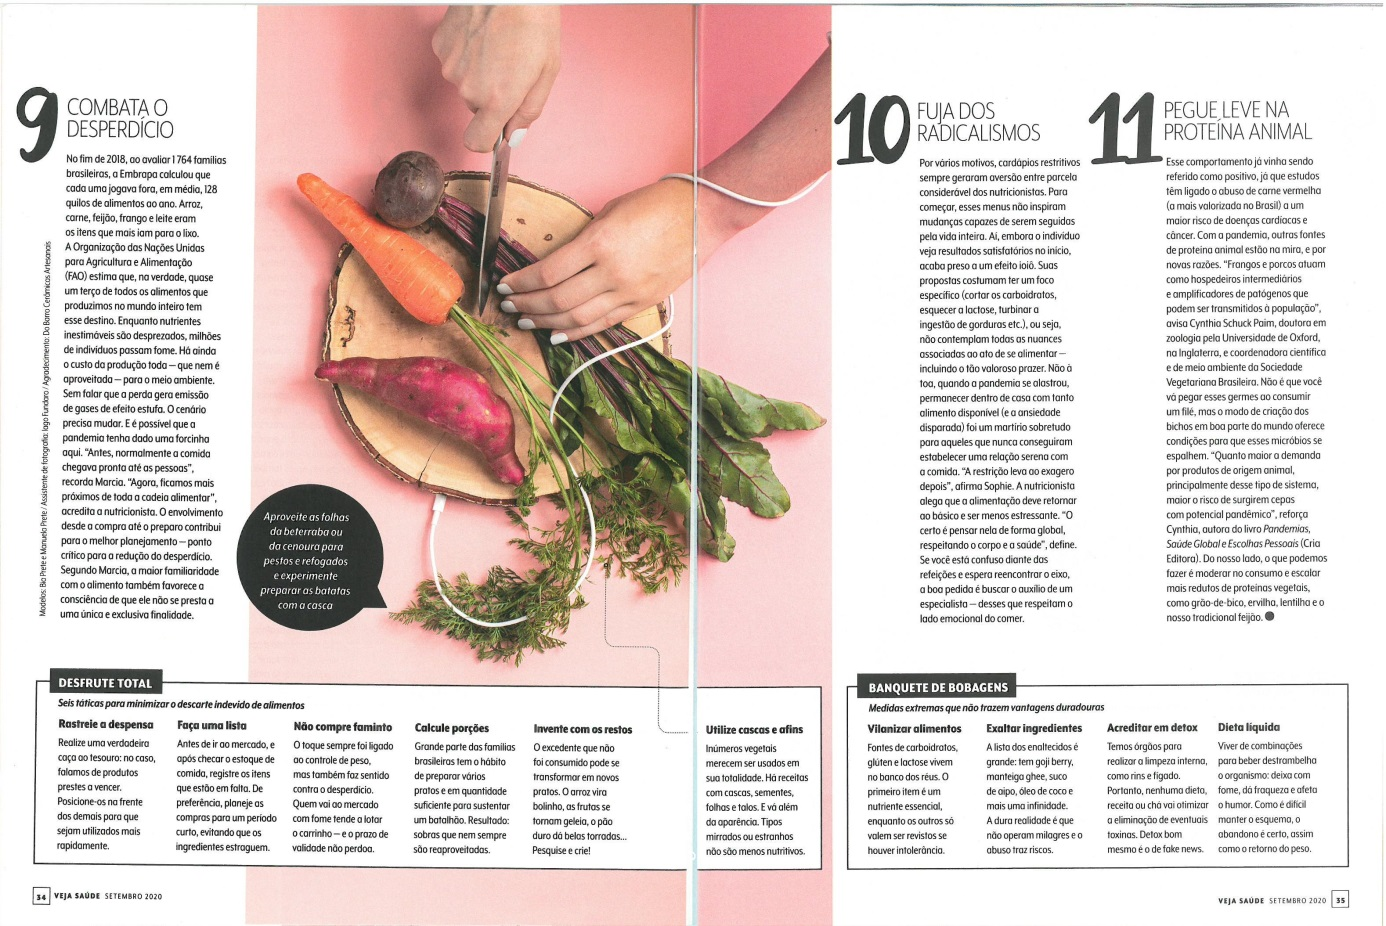 9
COMBATA O
DESPERDÍCIO
No fim de 2018, ao avaliar 1 764 famílias
brasileiras, a Embrapa calculou que
cada uma jogava fora, em média, 128
quilos de alimentos ao ano. Arroz,
carne, feijão, frango e leite eram
os itens que mais iam para o lixo.
A Organização das Nações Unidas
para Agricultura e Alimentação
(FAO) estima que, na verdade, quase
um terço de todos os alimentos que
produzimos no mundo inteiro tem
esse destino. Enquanto nutrientes
inestimáveis são desprezados, milhões
de indivíduos passam fome. Há ainda
o custo da produção toda — que nem é
aproveitada — para o meio ambiente.
Sem falar que a perda gera emissão
de gases de efeito estufa. O cenário
precisa mudar. E é possível que a
pandemia tenha dado uma forcinha
aqui. “Antes, normalmente a comida
chegava pronta até as pessoas”,
recorda Marcia. “Agora, ficamos mais
próximos de toda a cadeia alimentar”,
acredita a nutricionista. O envolvimento
desde a compra até o preparo contribui
para o melhor planejamento — ponto
crítico para a redução do desperdício.
Segundo Marcia, a maior familiaridade
com o alimento também favorece a
consciência de que ele não se presta a
uma única e exclusiva finalidade.
Modelos: Bia Prete e Manuela Prete / Assistente de fotografia: Iago Fundaro / Agradecimento: Do Barro Cerâmicas Artesanais
Aproveite as folhas
da beterraba ou
da cenoura para
pestos e refogados
e experimente
preparar as batatas
com a casca
10
FUJA DOS
RADICALISMOS
Por vários motivos, cardápios restritivos
sempre geraram aversão entre parcela
considerável dos nutricionistas. Para
começar, esses menus não inspiram
mudanças capazes de serem seguidas
pela vida inteira. Aí, embora o indivíduo
veja resultados satisfatórios no início,
acaba preso a um efeito ioiô. Suas
propostas costumam ter um foco
específico (cortar os carboidratos,
esquecer a lactose, turbinar a
ingestão de gorduras etc.), ou seja,
não contemplam todas as nuances
associadas ao ato de se alimentar —
incluindo o tão valoroso prazer. Não à
toa, quando a pandemia se alastrou,
permanecer dentro de casa com tanto
alimento disponível (e a ansiedade
disparada) foi um martírio sobretudo
para aqueles que nunca conseguiram
estabelecer uma relação serena com
a comida. “A restrição leva ao exagero
depois”, afirma Sophie. A nutricionista
alega que a alimentação deve retornar
ao básico e ser menos estressante. “O
certo é pensar nela de forma global,
respeitando o corpo e a saúde”, define.
Se você está confuso diante das
refeições e espera reencontrar o eixo,
a boa pedida é buscar o auxílio de um
especialista — desses que respeitam o
lado emocional do comer.
11
PEGUE LEVE NA
PROTEÍNA ANIMAL
Esse comportamento já vinha sendo
referido como positivo, já que estudos
têm ligado o abuso de carne vermelha
(a mais valorizada no Brasil) a um
maior risco de doenças cardíacas e
câncer. Com a pandemia, outras fontes
de proteína animal estão na mira, e por
novas razões. “Frangos e porcos atuam
como hospedeiros intermediários
e amplificadores de patógenos que
podem ser transmitidos à população”,
avisa Cynthia Schuck Paim, doutora em
zoologia pela Universidade de Oxford,
na Inglaterra, e coordenadora científica
e de meio ambiente da Sociedade
Vegetariana Brasileira. Não é que você
vá pegar esses germes ao consumir
um filé, mas o modo de criação dos
bichos em boa parte do mundo oferece
condições para que esses micróbios se
espalhem. “Quanto maior a demanda
por produtos de origem animal,
principalmente desse tipo de sistema,
maior o risco de surgirem cepas
com potencial pandêmico”, reforça
Cynthia, autora do livro Pandemias,
Saúde Global e Escolhas Pessoais (Cria
Editora). Do nosso lado, o que podemos
fazer é moderar no consumo e escalar
mais redutos de proteínas vegetais,
como grão-de-bico, ervilha, lentilha e o
nosso tradicional feijão.
DESFRUTE TOTAL
Seis táticas para minimizar o descarte indevido de alimentos
Rastreie a despensa
Realize uma verdadeira
caça ao tesouro: no caso,
falamos de produtos
prestes a vencer.
Posicione-os na frente
dos demais para que
sejam utilizados mais
rapidamente.
Faça uma lista
Antes de ir ao mercado, e
após checar o estoque de
comida, registre os itens
que estão em falta. De
preferência, planeje as
compras para um período
curto, evitando que os
ingredientes estraguem.
Não compre faminto
O toque sempre foi ligado
ao controle de peso,
mas também faz sentido
contra o desperdício.
Quem vai ao mercado
com fome tende a lotar
o carrinho — e o prazo de
validade não perdoa.
Calcule porções
Grande parte das famílias
brasileiras tem o hábito
de preparar vários
pratos e em quantidade
suficiente para sustentar
um batalhão. Resultado:
sobras que nem sempre
são reaproveitadas.
Invente com os restos
O excedente que não
foi consumido pode se
transformar em novos
pratos. O arroz vira
bolinho, as frutas se
tornam geleia, o pão
duro dá belas torradas...
Pesquise e crie!
Utilize cascas e afins
Inúmeros vegetais
merecem ser usados em
sua totalidade. Há receitas
com cascas, sementes,
folhas e talos. E vá além
da aparência. Tipos
mirrados ou estranhos
não são menos nutritivos.
BANQUETE DE BOBAGENS
Medidas extremas que não trazem vantagens duradouras
Vilanizar alimentos
Fontes de carboidratos,
glúten e lactose vivem
no banco dos réus. O
primeiro item é um
nutriente essencial,
enquanto os outros só
valem ser revistos se
houver intolerância.
Exaltar ingredientes
A lista dos enaltecidos é
grande: tem goji berry,
manteiga ghee, suco
de aipo, óleo de coco e
mais uma infinidade.
A dura realidade é que
não operam milagres e o
abuso traz riscos.
Acreditar em detox
Temos órgãos para
realizar a limpeza interna,
como rins e fígado.
Portanto, nenhuma dieta,
receita ou chá vai otimizar
a eliminação de eventuais
toxinas. Detox bom
mesmo é o de fake news.
Dieta líquida
Viver de combinações
para beber destrambelha
o organismo: deixa com
fome, dá fraqueza e afeta
o humor. Como é difícil
manter o esquema, o
abandono é certo, assim
como o retorno do peso.
34 VEJA SAÚDE SETEMBRO 2020
VEJA SAÚDE SETEMBRO 2020 35